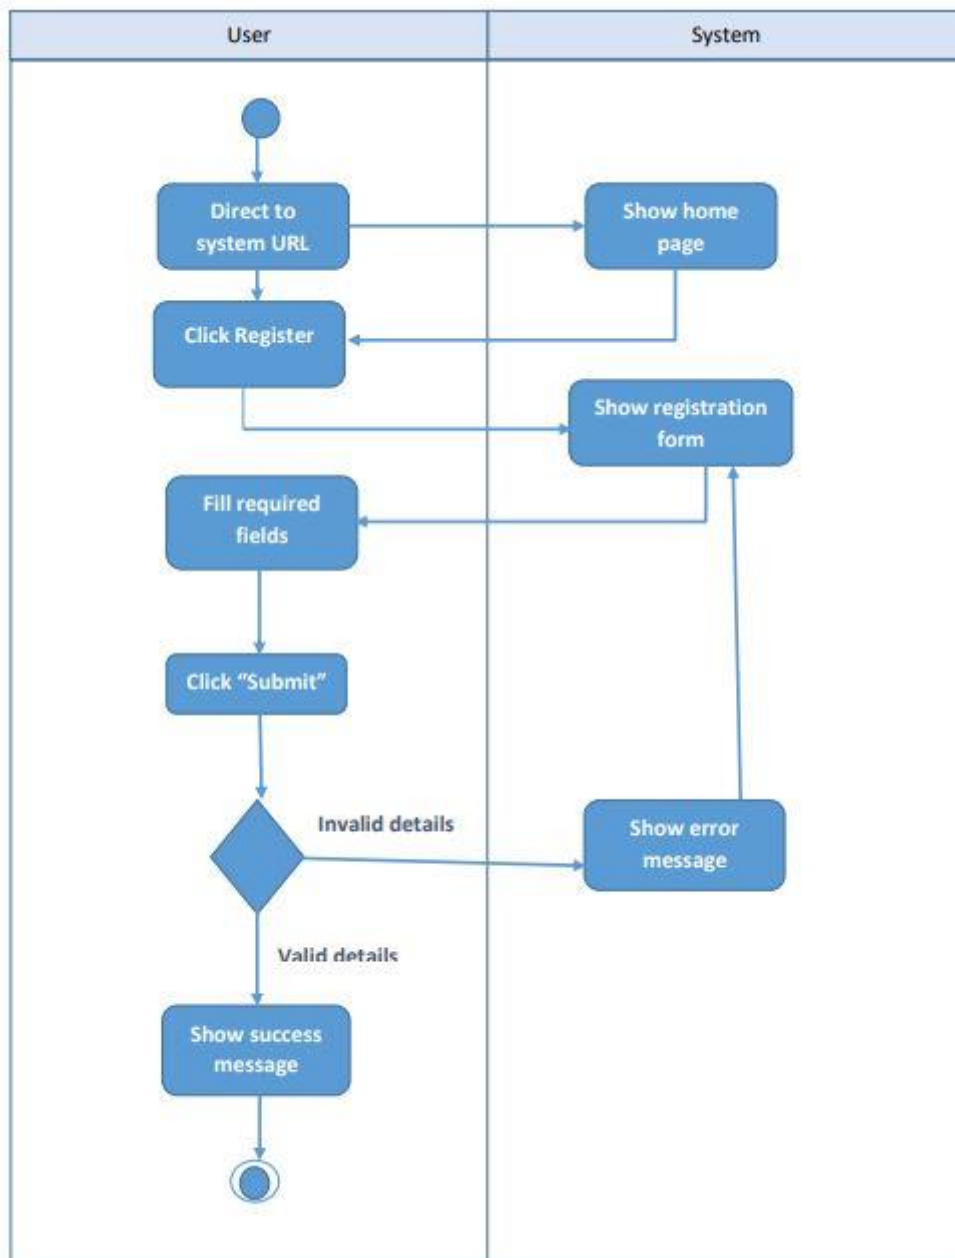 User
System
Direct to
system URL
Show home
page
Click Register
Show registration
form
Fill required
fields
Click “Submit”
Invalid details
Show error
message
Valid details
Show success
message